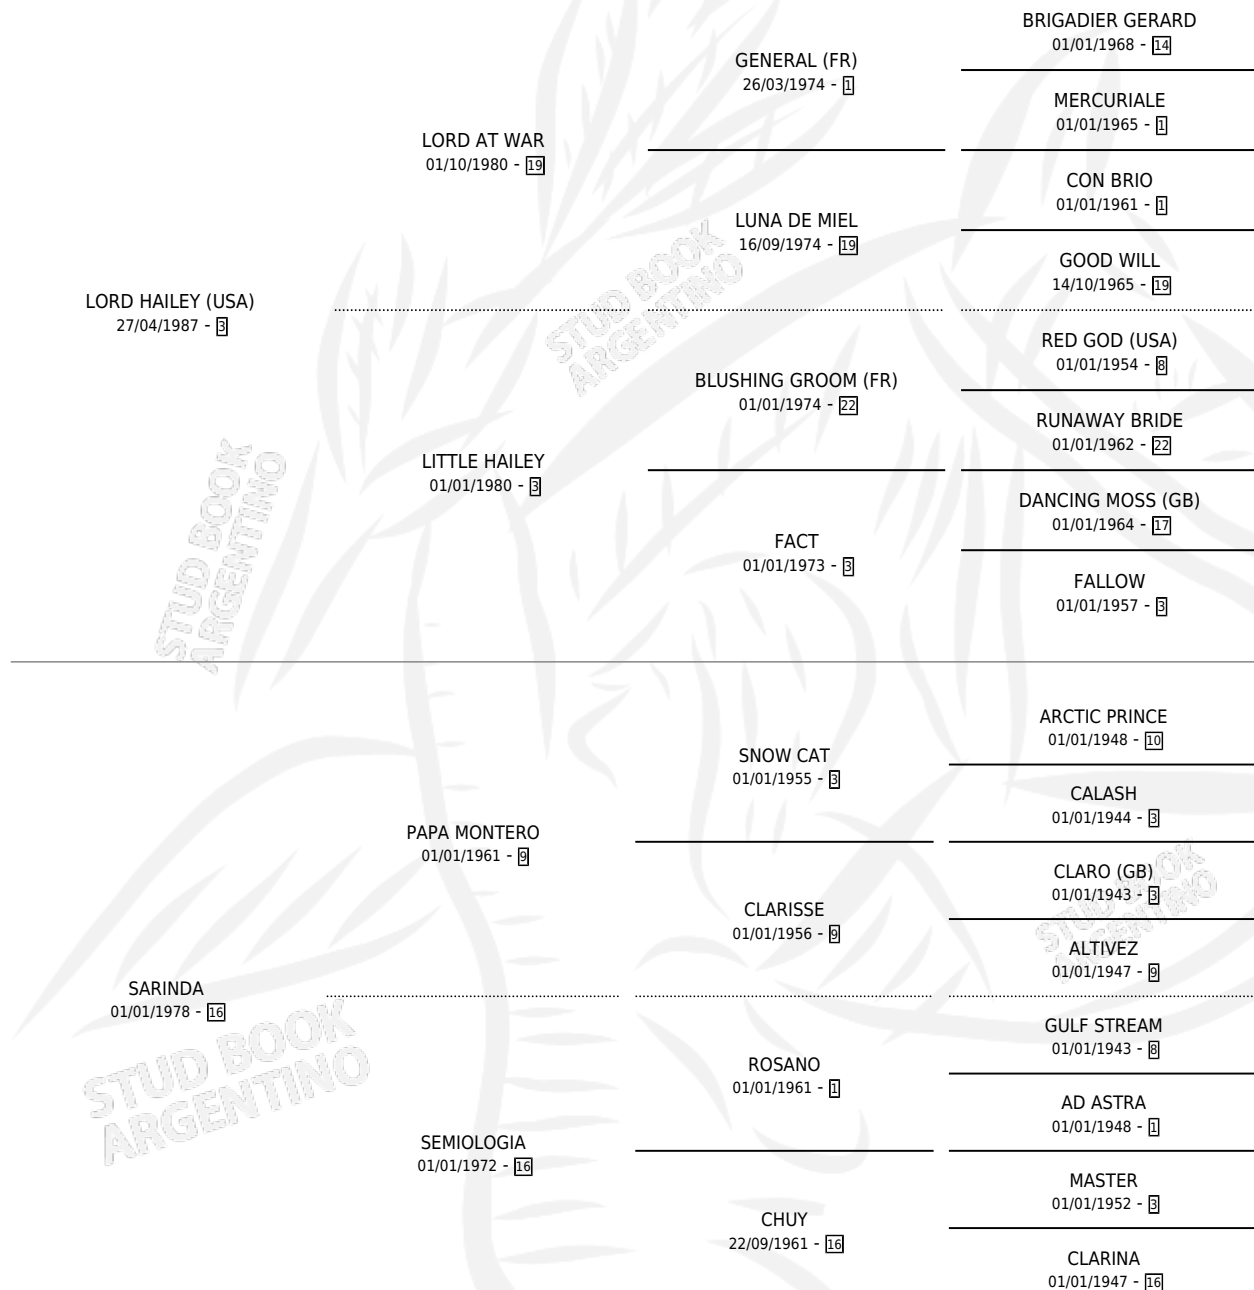 BRIGADIER GERARD
01/01/1968 - 14
GENERAL (FR)
26/03/1974 - 1
MERCURIALE
01/01/1965 - 1
LORD AT WAR
01/10/1980 - 19
CON BRIO
01/01/1961 - 1
LUNA DE MIEL
16/09/1974 - 19
GOOD WILL
14/10/1965 - 19
LORD HAILEY (USA)
27/04/1987 - 3
RED GOD (USA)
01/01/1954 - 8
BLUSHING GROOM (FR)
01/01/1974 - 22
RUNAWAY BRIDE
01/01/1962 - 22
LITTLE HAILEY
01/01/1980 - 3
DANCING MOSS (GB)
01/01/1964 - 17
FACT
01/01/1973 - 3
FALLOW
01/01/1957 - 3
ARCTIC PRINCE
01/01/1948 - 10
SNOW CAT
01/01/1955 - 3
CALASH
01/01/1944 - 3
PAPA MONTERO
01/01/1961 - 9
CLARO (GB)
01/01/1943 - 3
CLARISSE
01/01/1956 - 9
ALTIVEZ
01/01/1947 - 9
SARINDA
01/01/1978 - 16
GULF STREAM
01/01/1943 - 8
ROSANO
01/01/1961 - 1
AD ASTRA
01/01/1948 - 1
SEMIOLOGIA
01/01/1972 - 16
MASTER
01/01/1952 - 3
CHUY
22/09/1961 - 16
CLARINA
01/01/1947 - 16
STUD BOOK
ARGENTINO
STUD BOOK
ARGENTINO
STUD BOOK
ARGENTINO
STUD BOOK
ARGENTINO